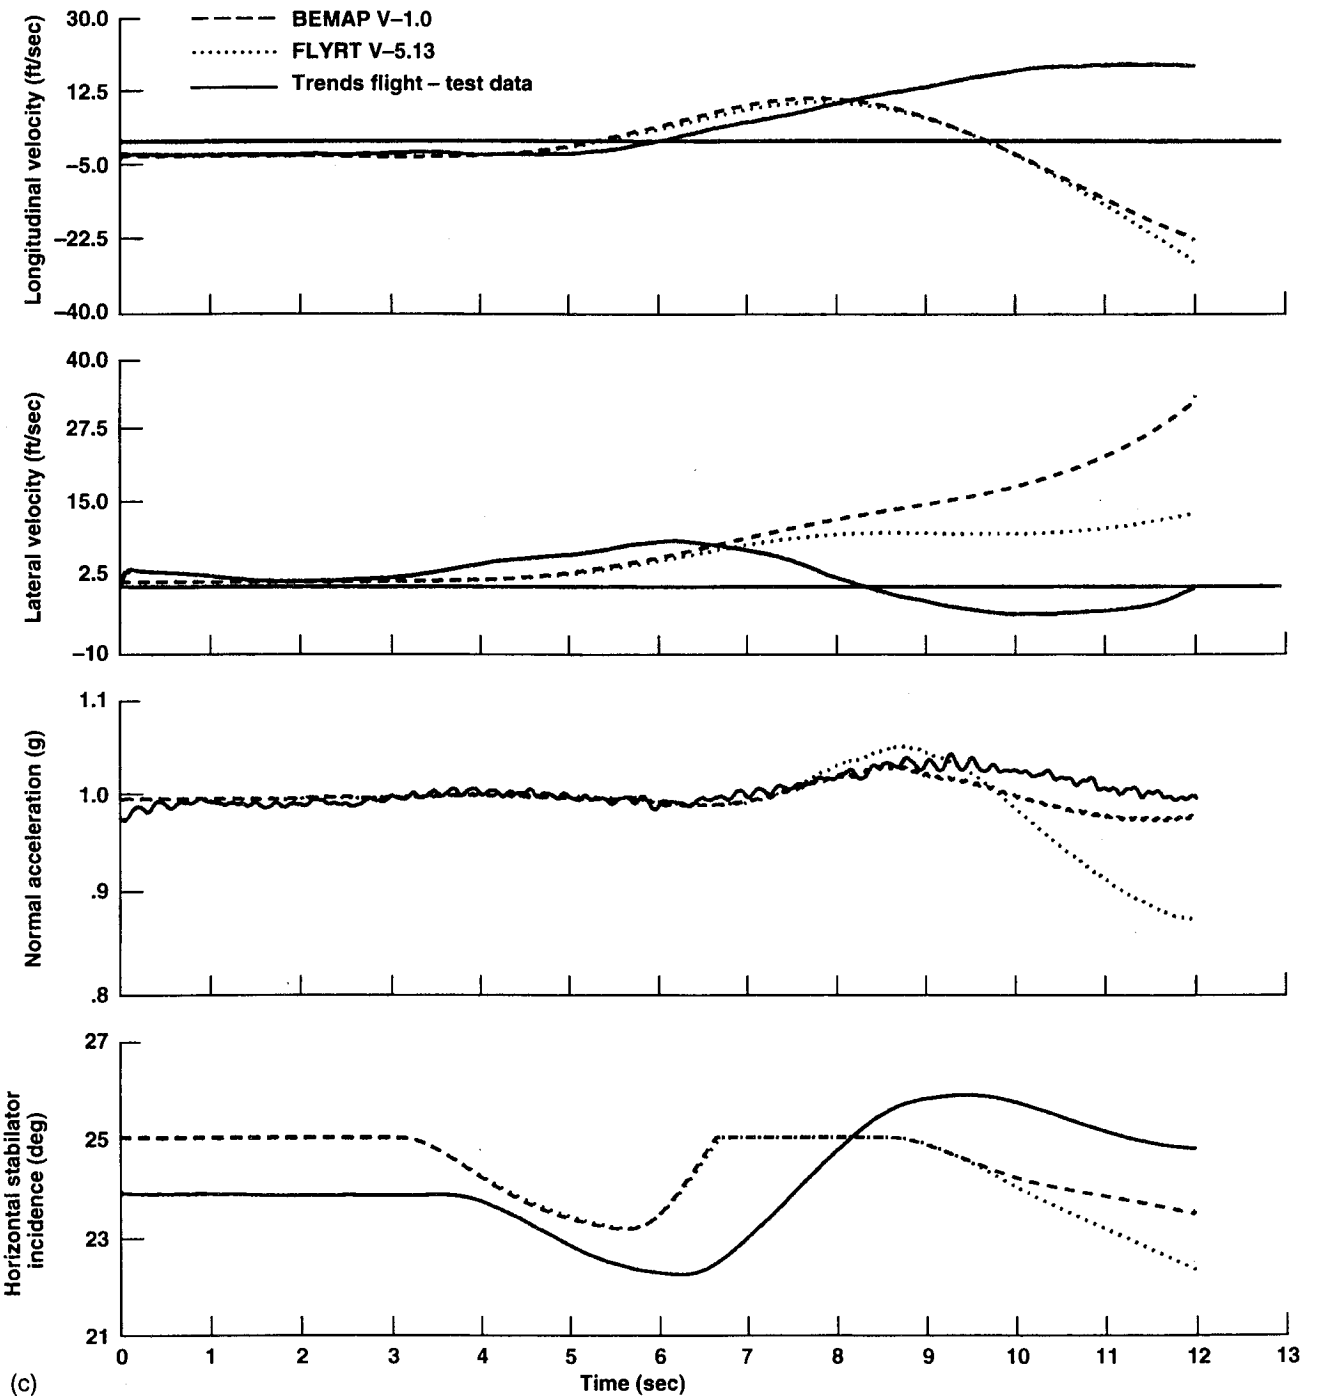 BEMAP V–1.0
FLYRT V–5.13
Trends flight – test data
Longitudinal velocity (ft/sec)
30.0
12.5
–5.0
–22.5
–40.0
Lateral velocity (ft/sec)
40.0
27.5
15.0
2.5
–10
Normal acceleration (g)
1.1
1.0
.9
.8
Horizontal stabilator
incidence (deg)
27
25
23
21
0 1 2 3 4 5 6 7 8 9 10 11 12 13
Time (sec)
(c)